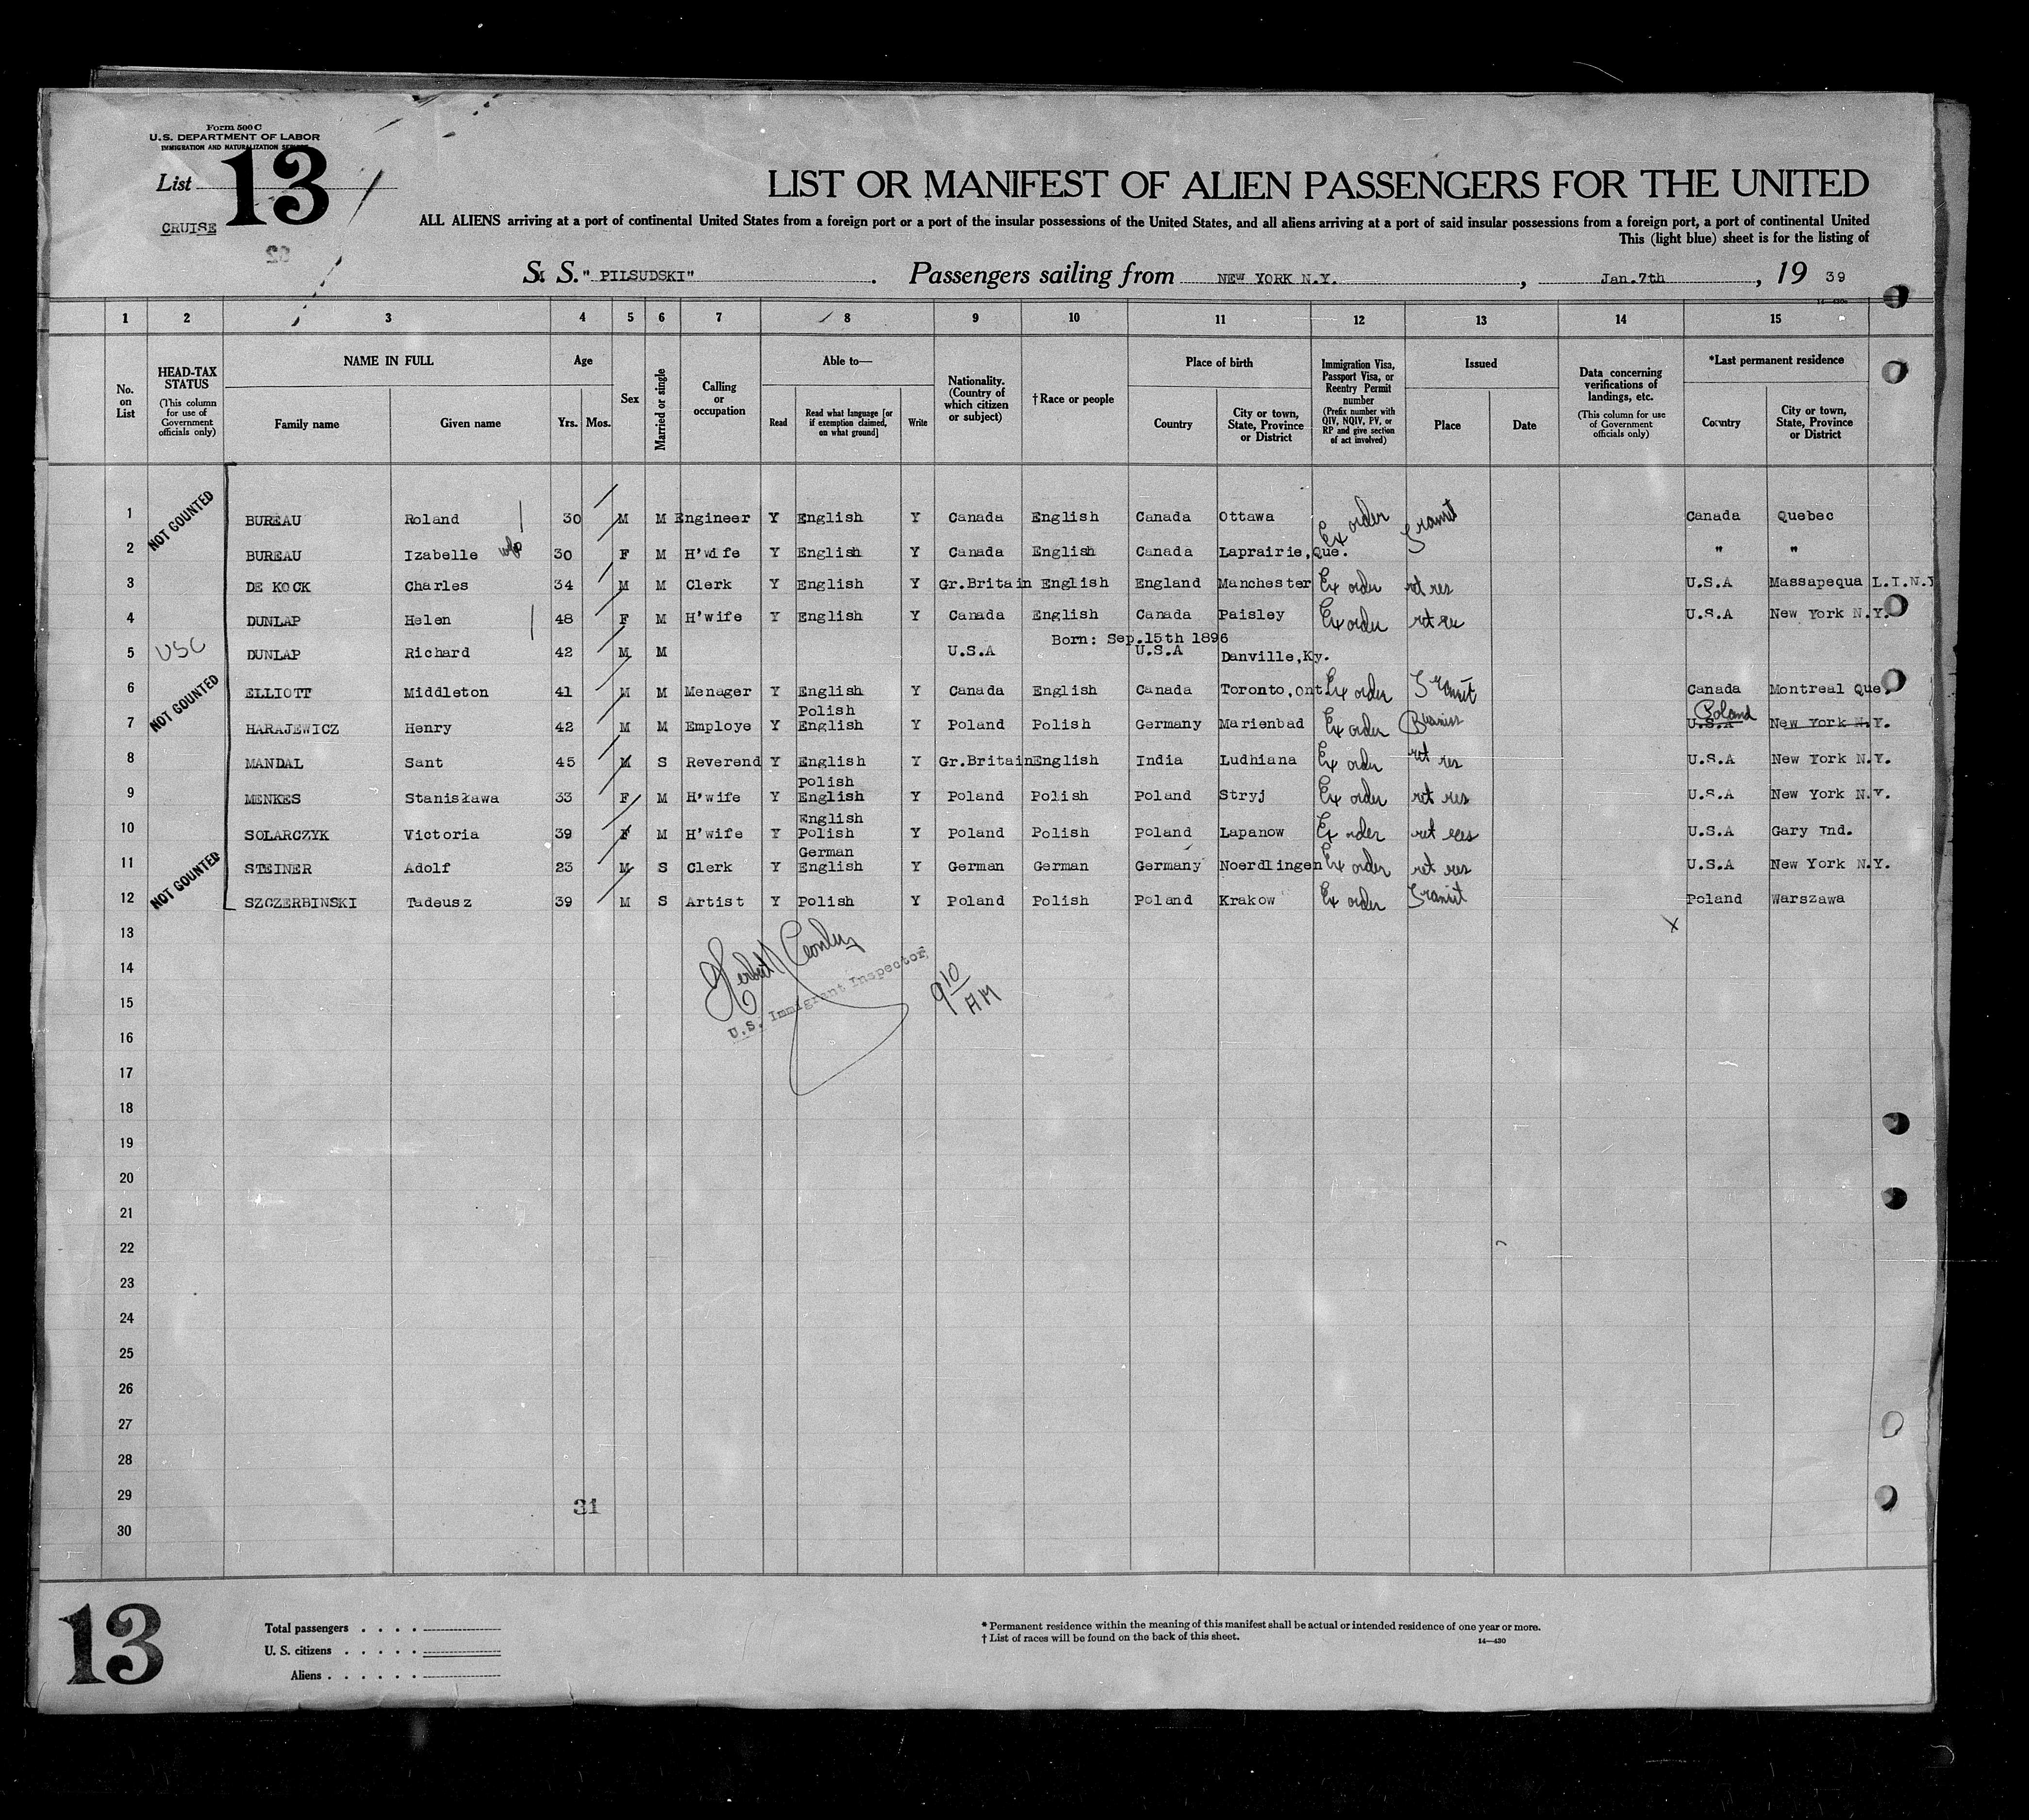 Form 500 C
U.S. DEPARTMENT OF LABOR
IMMIGRATION AND NATURALIZATION SERVICE
List 13
CRUISE
LIST OR MANIFEST OF ALIEN PASSENGERS FOR THE UNITED
ALL ALIENS arriving at a port of continental United States from a foreign port or a port of the insular possessions of the United States, and all aliens arriving at a port of said insular possessions from a foreign port, a port of continental United
This (light blue) sheet is for the listing of
S. S. " PILSUDSKI" . Passengers sailing from NEW YORK N.Y. , Jan.7th , 19 39
1 2 3 4 5 6 7 8 9 10 11 12 13 14 15
No. on List
HEAD-TAX STATUS (This column for use of Government officials only)
NAME IN FULL Family name Given name
Age Yrs. Mos.
Sex
Married or single
Calling or occupation
Able to— Read Read what language [or if exemption claimed, on what ground] Write
Nationality. (Country of which citizen or subject)
†Race or people
Place of birth Country City or town, State, Province or District
Immigration Visa, Passport Visa, or Reentry Permit number (Prefix number with QIV, NQIV, PV, or RP and give section of act involved)
Issued Place Date
Data concerning verifications of landings, etc. (This column for use of Government officials only)
*Last permanent residence Country City or town, State, Province or District
1 NOT COUNTED BUREAU Roland 30 M M Engineer Y English Y Canada English Canada Ottawa Ex order Transit Canada Quebec
2 BUREAU Izabelle wife 30 F M H'wife Y English Y Canada English Canada Laprairie,Que. " "
3 DE KOCK Charles 34 M M Clerk Y English Y Gr.Britain English England Manchester Ex order ret res U.S.A Massapequa L.I.N.Y
4 DUNLAP Helen 48 F M H'wife Y English Y Canada English Canada Paisley Ex order ret res U.S.A New York N.Y.
Born: Sep.15th 1896
5 USC DUNLAP Richard 42 M M U.S.A U.S.A Danville,Ky.
6 NOT COUNTED ELLIOTT Middleton 41 M M Menager Y English Y Canada English Canada Toronto,Ont. Ex order Transit Canada Montreal Que.
Polish Poland
7 HARAJEWICZ Henry 42 M M Employe Y English Y Poland Polish Germany Marienbad Ex order Business U.S.A New York N.Y.
8 MANDAL Sant 45 M S Reverend Y English Y Gr.Britain English India Ludhiana Ex order ret res U.S.A New York N.Y.
Polish
9 MENKES Stanisława 33 F M H'wife Y English Y Poland Polish Poland Stryj Ex order ret res U.S.A New York N.Y.
English
10 SOLARCZYK Victoria 39 F M H'wife Y Polish Y Poland Polish Poland Lapanow Ex order ret res U.S.A Gary Ind.
German
11 STEINER Adolf 23 M S Clerk Y English Y German German Germany Noerdlingen Ex order ret res U.S.A New York N.Y.
12 NOT COUNTED SZCZERBINSKI Tadeusz 39 M S Artist Y Polish Y Poland Polish Poland Krakow Ex order Transit Poland Warszawa
13 X
14
U.S. Immigrant Inspector,
9 10 AM
15
16
17
18
19
20
21
22
23
24
25
26
27
28
29
31
30
13
Total passengers . . . .
U. S. citizens . . . . .
Aliens . . . . . .
* Permanent residence within the meaning of this manifest shall be actual or intended residence of one year or more.
† List of races will be found on the back of this sheet.
14—430